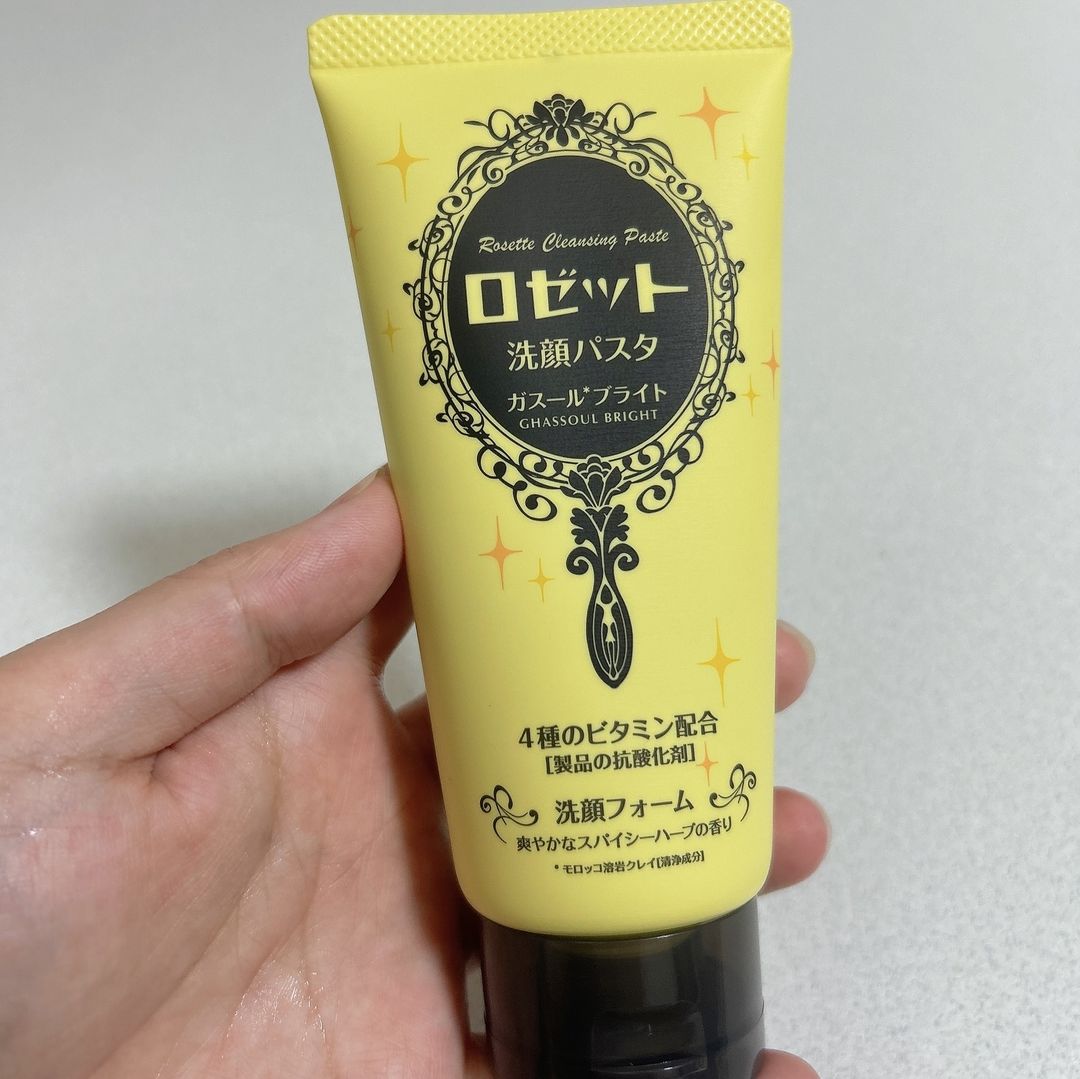 Rosette Cleansing Paste
ロゼット
洗顔パスタ
ガスール*ブライト
GHASSOUL BRIGHT
4種のビタミン配合
[製品の抗酸化剤]
洗顔フォーム
爽やかなスパイシーハーブの香り
*モロッコ溶岩クレイ[清浄成分]